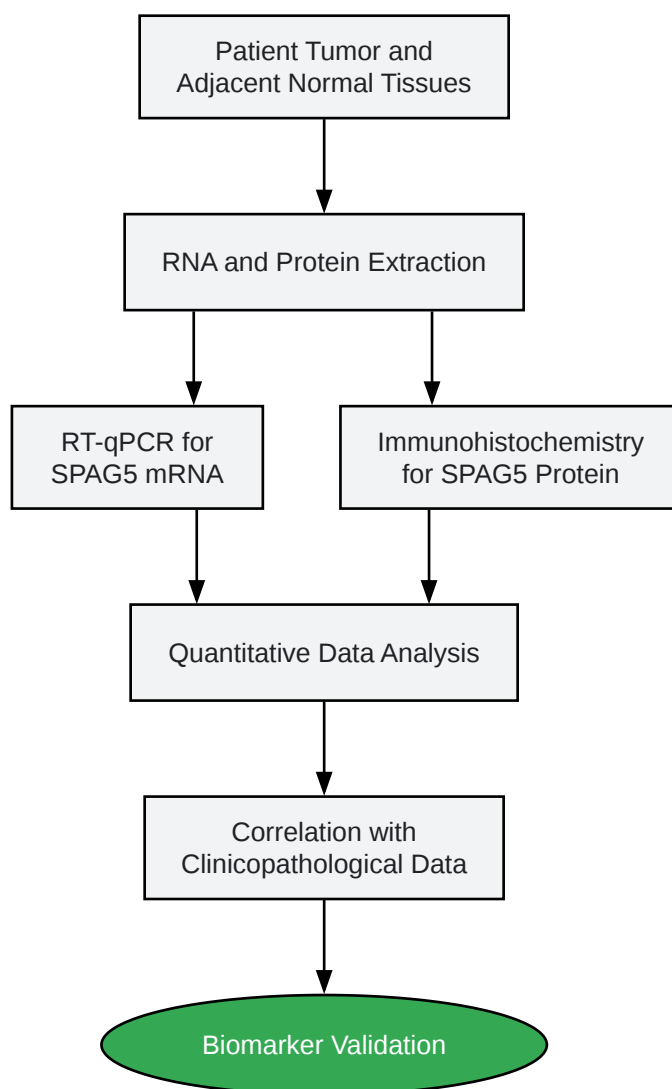 Patient Tumor and
Adjacent Normal Tissues
RNA and Protein Extraction
RT-qPCR for
SPAG5 mRNA
Immunohistochemistry
for SPAG5 Protein
Quantitative Data Analysis
Correlation with
Clinicopathological Data
Biomarker Validation